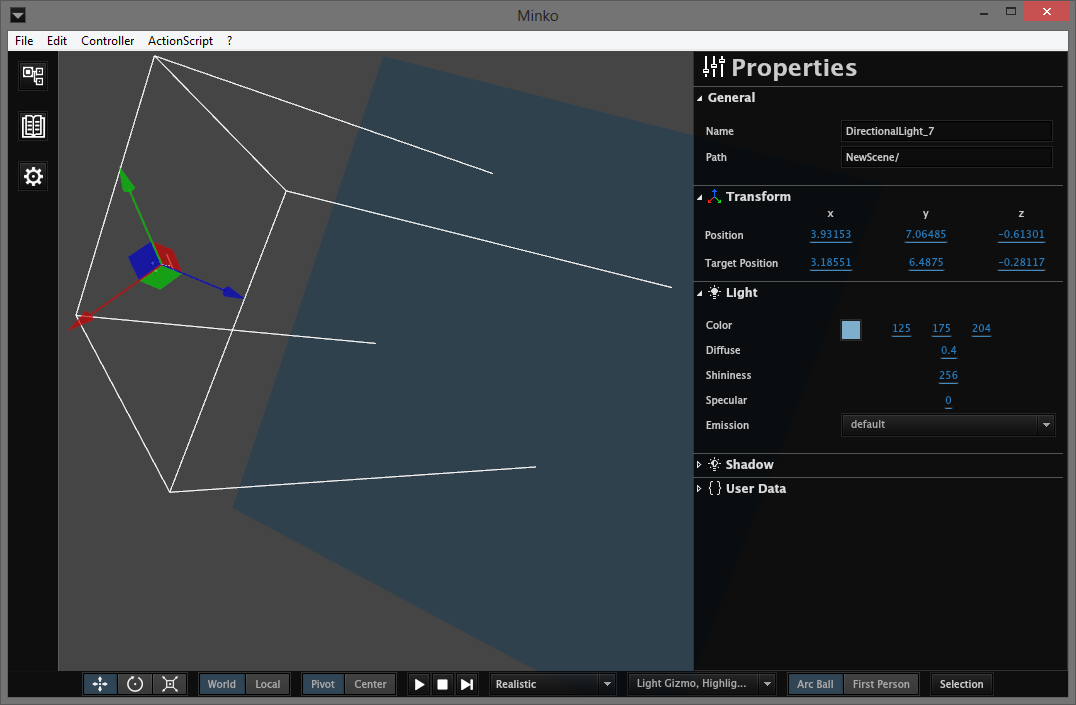 Minko
File Edit Controller ActionScript ?
Properties
General
Name DirectionalLight_7
Path NewScene/
Transform
x y z
Position 3.93153 7.06485 -0.61301
Target Position 3.18551 6.4875 -0.28117
Light
Color 125 175 204
Diffuse 0.4
Shininess 256
Specular 0
Emission default
Shadow
{ } User Data
World Local Pivot Center Realistic Light Gizmo, Highlig... Arc Ball First Person Selection